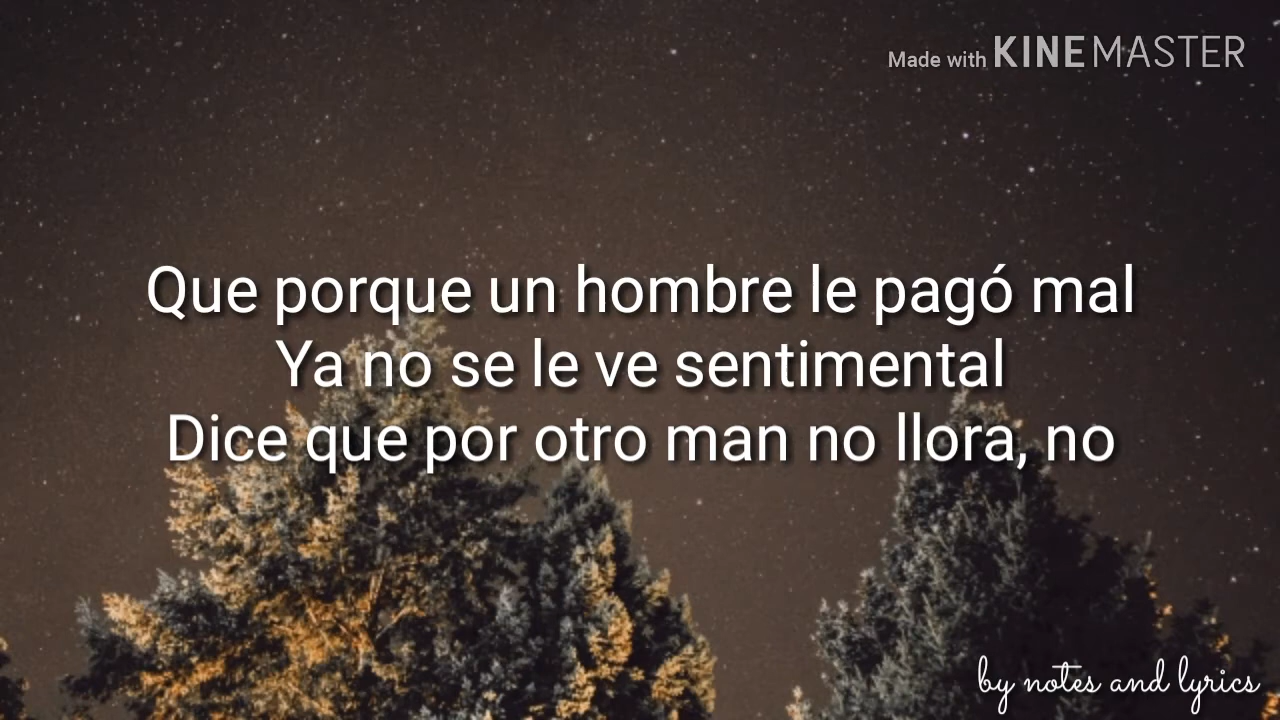 Made with KINEMASTER
Que porque un hombre le pagó mal
Ya no se le ve sentimental
Dice que por otro man no llora, no
by notes and lyrics